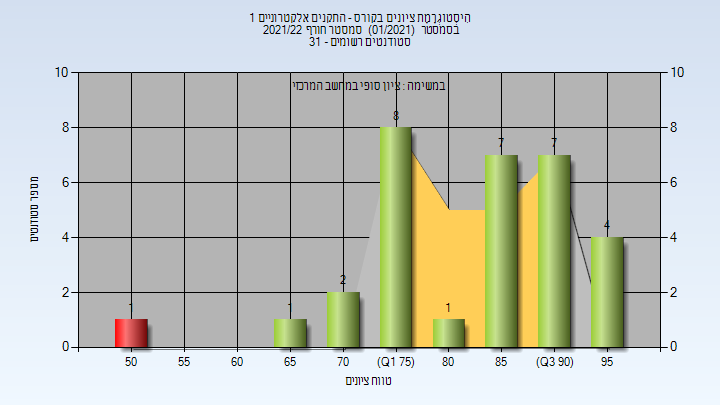 היסטוגרמת ציונים בקורס - התקנים אלקטרוניים 1
בסמסטר (01/2021) סמסטר חורף 2021/22
סטודנטים רשומים - 31
במשימה : ציון סופי במחשב המרכזי
10 10
8 8
6 6
4 4
2 2
0 0
1 1 2 8 1 7 7 4
מספר סטודנטים
50 55 60 65 70 (Q1 75) 80 85 (Q3 90) 95
טווח ציונים